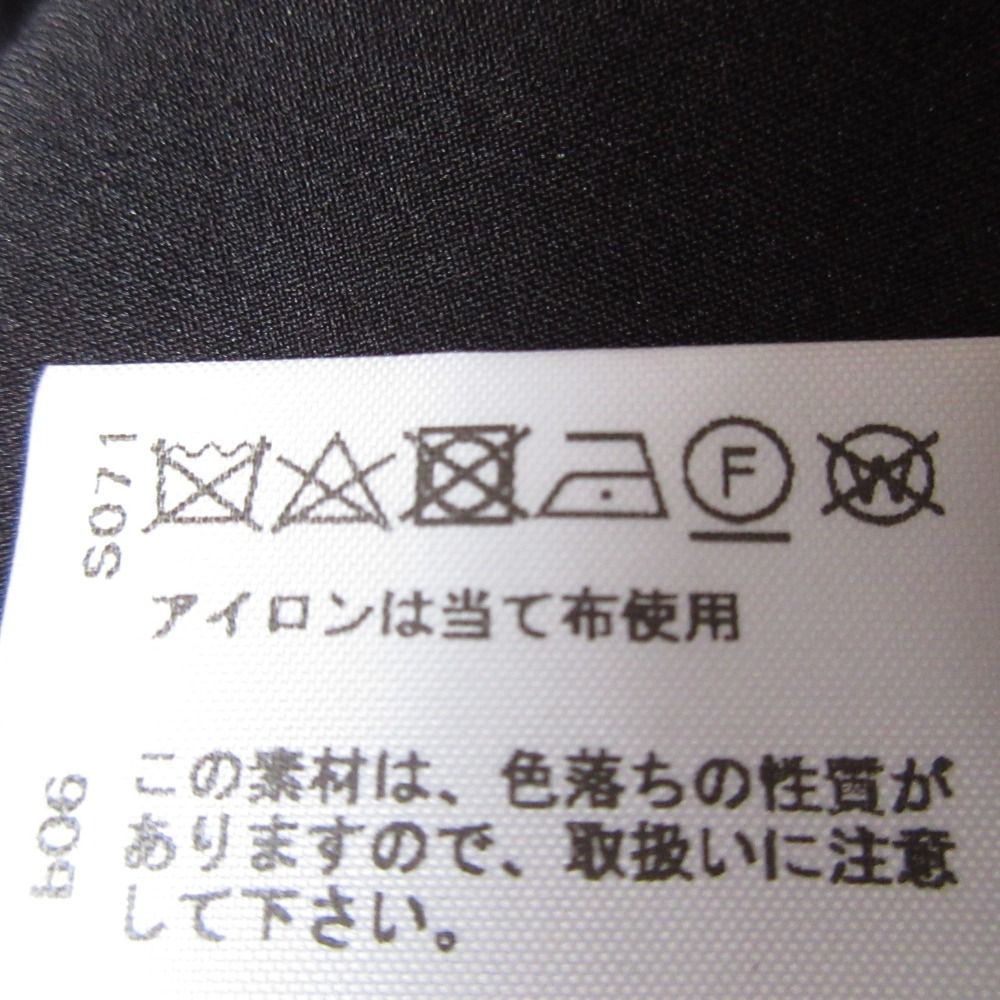 S071
F W
アイロンは当て布使用
b06
この素材は、色落ちの性質が
ありますので、取扱いに注意
して下さい。